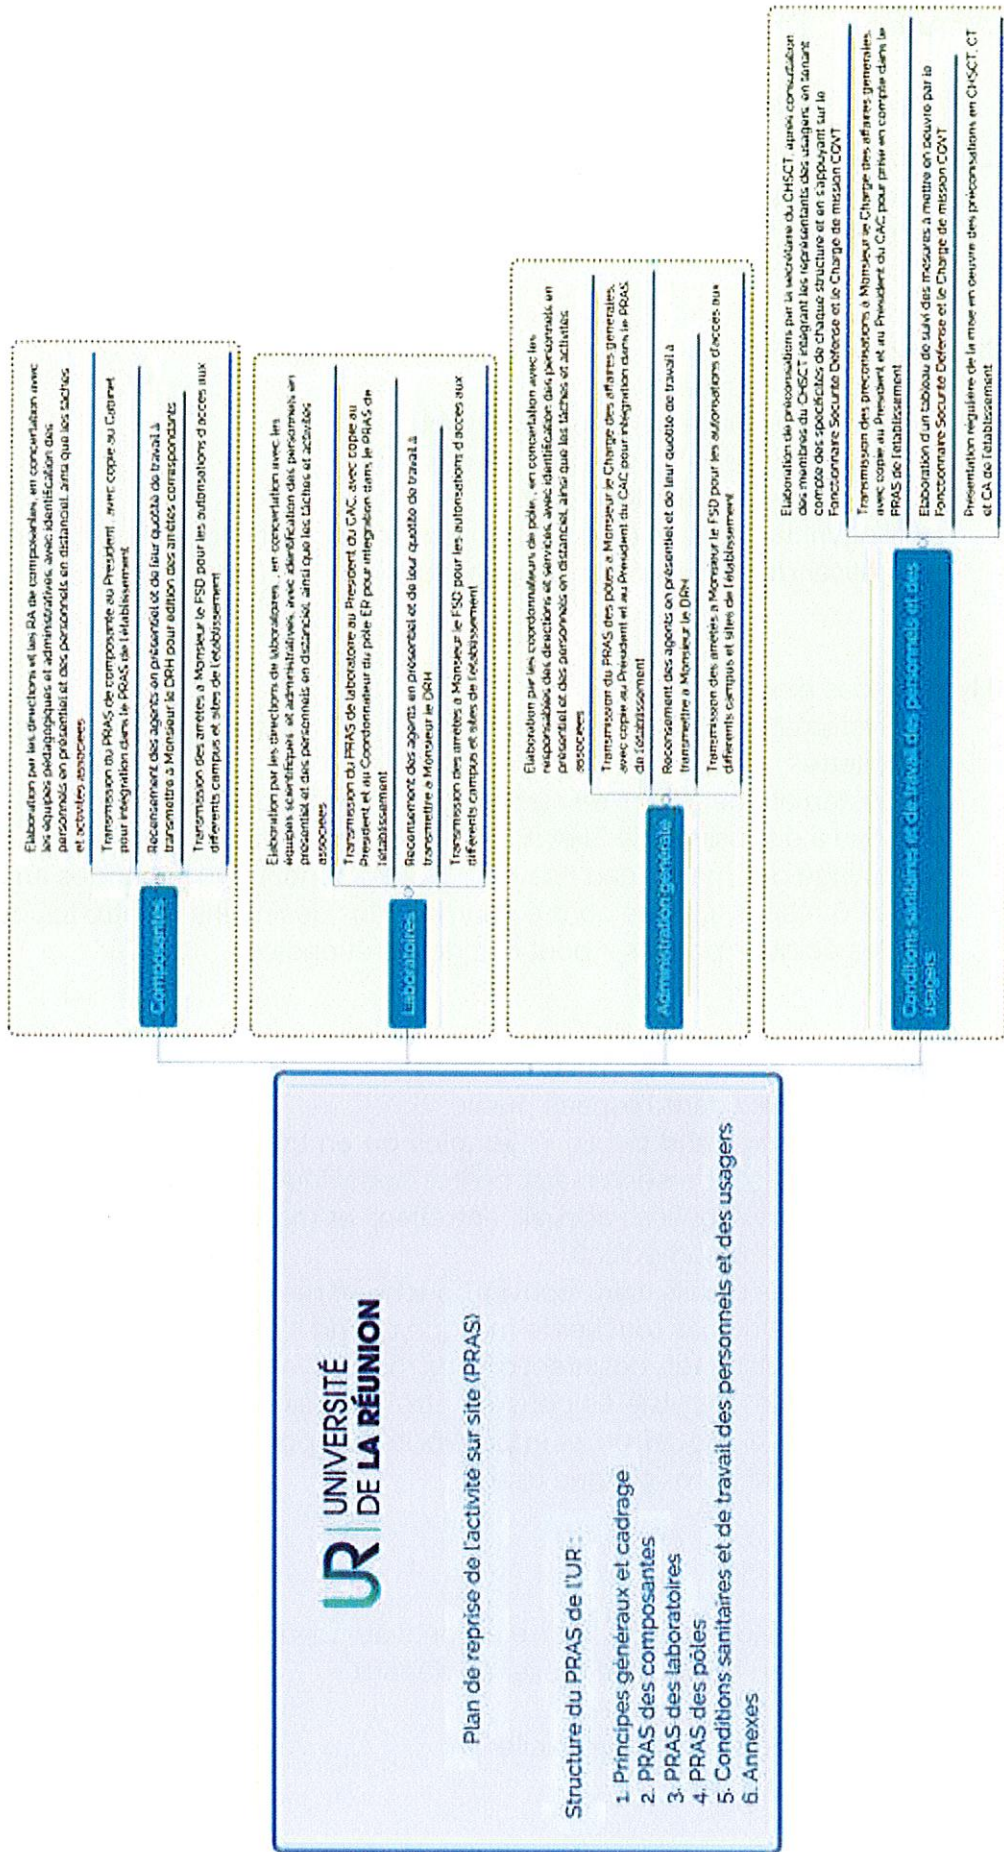 UR UNIVERSITÉ
DE LA RÉUNION
Plan de reprise de l'activité sur site (PRAS)
Structure du PRAS de l'UR :
1. Principes généraux et cadrage
2. PRAS des composantes
3. PRAS des laboratoires
4. PRAS des pôles
5. Conditions sanitaires et de travail des personnels et des usagers
6. Annexes
Composantes
Elaboration par les directions et les RA de composantes, en concertation avec
les équipes pédagogiques et administratives, avec identification des
personnels en présentiel et des personnels en distanciel, ainsi que les tâches
et activités associées
Transmission du PRAS de composante au Président, avec copie au Cabinet
pour intégration dans le PRAS de l'établissement
Recensement des agents en présentiel et de leur quotité de travail à
transmettre à Monsieur le DRH pour édition des arrêtés correspondants
Transmission des arrêtés à Monsieur le FSD pour les autorisations d'accès aux
différents campus et sites de l'établissement
Laboratoires
Elaboration par les directions de laboratoires, en concertation avec les
équipes scientifiques et administratives, avec identification des personnels en
présentiel et des personnels en distanciel, ainsi que les tâches et activités
associées
Transmission du PRAS de laboratoire au Président du CAC, avec copie au
Président et au Coordonnateur du pôle ER pour intégration dans le PRAS de
l'établissement
Recensement des agents en présentiel et de leur quotité de travail à
transmettre à Monsieur le DRH
Transmission des arrêtés à Monsieur le FSD pour les autorisations d'accès aux
différents campus et sites de l'établissement
Administration générale
Elaboration par les coordonnateurs de pôle, en concertation avec les
responsables des directions et services, avec identification des personnels en
présentiel et des personnels en distanciel, ainsi que les tâches et activités
associées
Transmission du PRAS des pôles à Monsieur le Chargé des affaires générales,
avec copie au Président et au Président du CAC pour intégration dans le PRAS
de l'établissement
Recensement des agents en présentiel et de leur quotité de travail à
transmettre à Monsieur le DRH
Transmission des arrêtés à Monsieur le FSD pour les autorisations d'accès aux
différents campus et sites de l'établissement
Conditions sanitaires et de travail des personnels et des
usagers
Elaboration de préconisations par la secrétaire du CHSCT, après consultation
des membres du CHSCT intégrant les représentants des usagers, en tenant
compte des spécificités de chaque structure et en s'appuyant sur le
Fonctionnaire Sécurité Défense et le Chargé de mission CQVT
Transmission des préconisations à Monsieur le Chargé des affaires générales,
avec copie au Président et au Président du CAC pour prise en compte dans le
PRAS de l'établissement
Elaboration d'un tableau de suivi des mesures à mettre en oeuvre par le
Fonctionnaire Sécurité Défense et le Chargé de mission CQVT
Présentation régulière de la mise en oeuvre des préconisations en CHSCT, CT
et CA de l'établissement